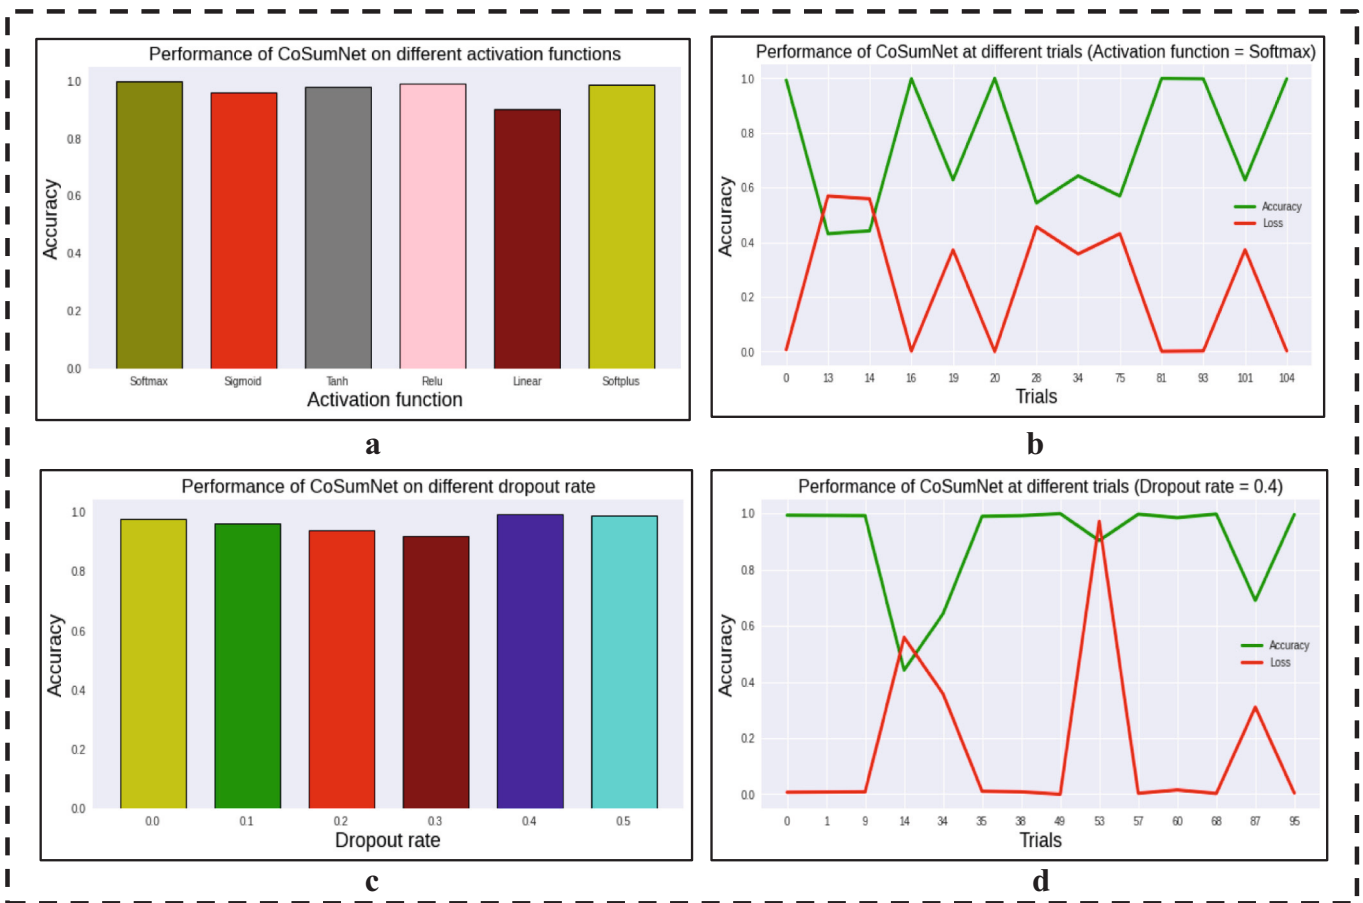 Performance of CoSumNet on different activation functions
1.0
0.8
0.6
0.4
0.2
0.0
Accuracy
Softmax Sigmoid Tanh Relu Linear Softplus
Activation function
a
Performance of CoSumNet at different trials (Activation function = Softmax)
1.0
0.8
0.6
0.4
0.2
0.0
Accuracy
Accuracy
Loss
0 13 14 16 19 20 28 34 75 81 93 101 104
Trials
b
Performance of CoSumNet on different dropout rate
1.0
0.8
0.6
0.4
0.2
0.0
Accuracy
0.0 0.1 0.2 0.3 0.4 0.5
Dropout rate
c
Performance of CoSumNet at different trials (Dropout rate = 0.4)
1.0
0.8
0.6
0.4
0.2
0.0
Accuracy
Accuracy
Loss
0 1 9 14 34 35 38 49 53 57 60 68 87 95
Trials
d